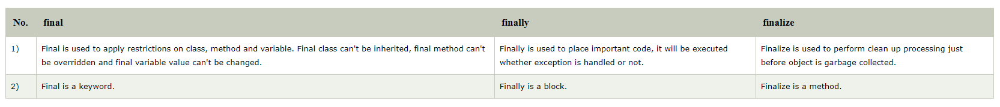 No. final finally finalize
1) Final is used to apply restrictions on class, method and variable. Final class can't be inherited, final method can't Finally is used to place important code, it will be executed Finalize is used to perform clean up processing just
be overridden and final variable value can't be changed. whether exception is handled or not. before object is garbage collected.
2) Final is a keyword. Finally is a block. Finalize is a method.